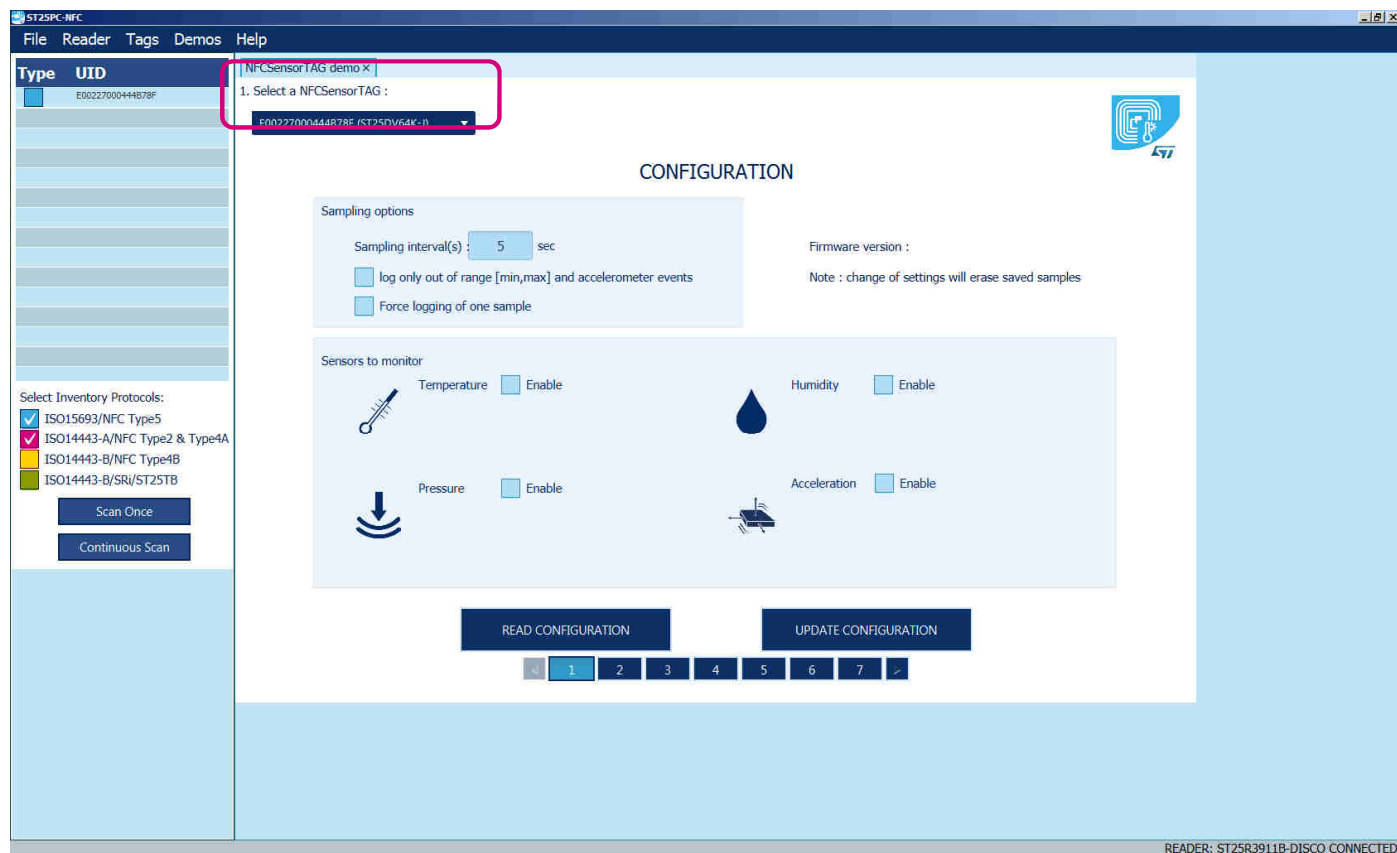 ST25PC-NFC
File Reader Tags Demos Help
Type UID
E00227000444B78F
Select Inventory Protocols:
ISO15693/NFC Type5
ISO14443-A/NFC Type2 & Type4A
ISO14443-B/NFC Type4B
ISO14443-B/SRi/ST25TB
Scan Once
Continuous Scan
NFCSensorTAG demo ×
1. Select a NFCSensorTAG :
E00227000444B78F (ST25DV64K-J)
CONFIGURATION
Sampling options
Sampling interval(s) : 5 sec
log only out of range [min,max] and accelerometer events
Force logging of one sample
Firmware version :
Note : change of settings will erase saved samples
Sensors to monitor
Temperature Enable
Humidity Enable
Pressure Enable
Acceleration Enable
READ CONFIGURATION
UPDATE CONFIGURATION
< 1 2 3 4 5 6 7 >
READER: ST25R3911B-DISCO CONNECTED